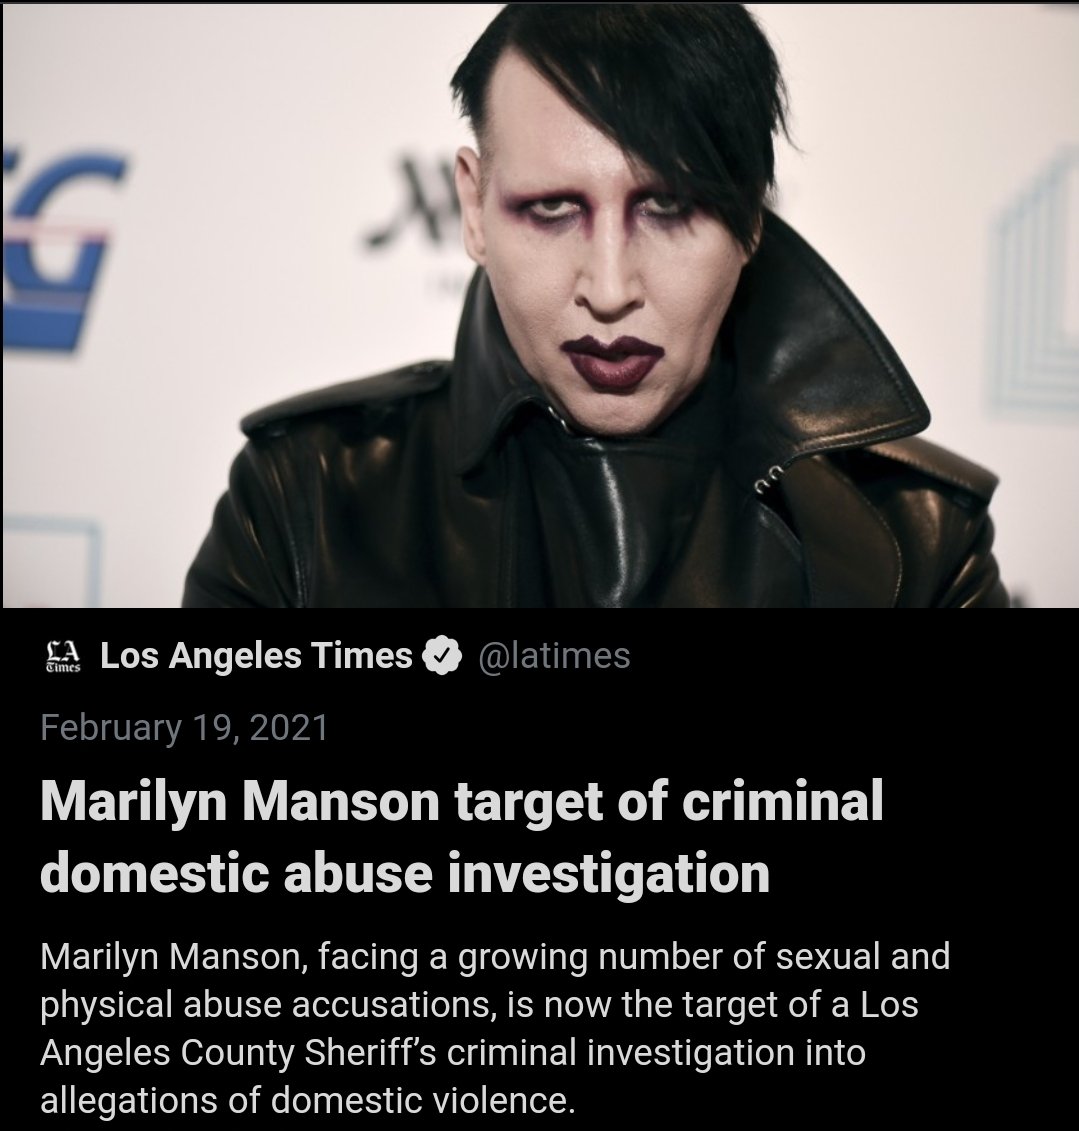 LA
Times
Los Angeles Times @latimes
February 19, 2021
Marilyn Manson target of criminal
domestic abuse investigation
Marilyn Manson, facing a growing number of sexual and
physical abuse accusations, is now the target of a Los
Angeles County Sheriff’s criminal investigation into
allegations of domestic violence.